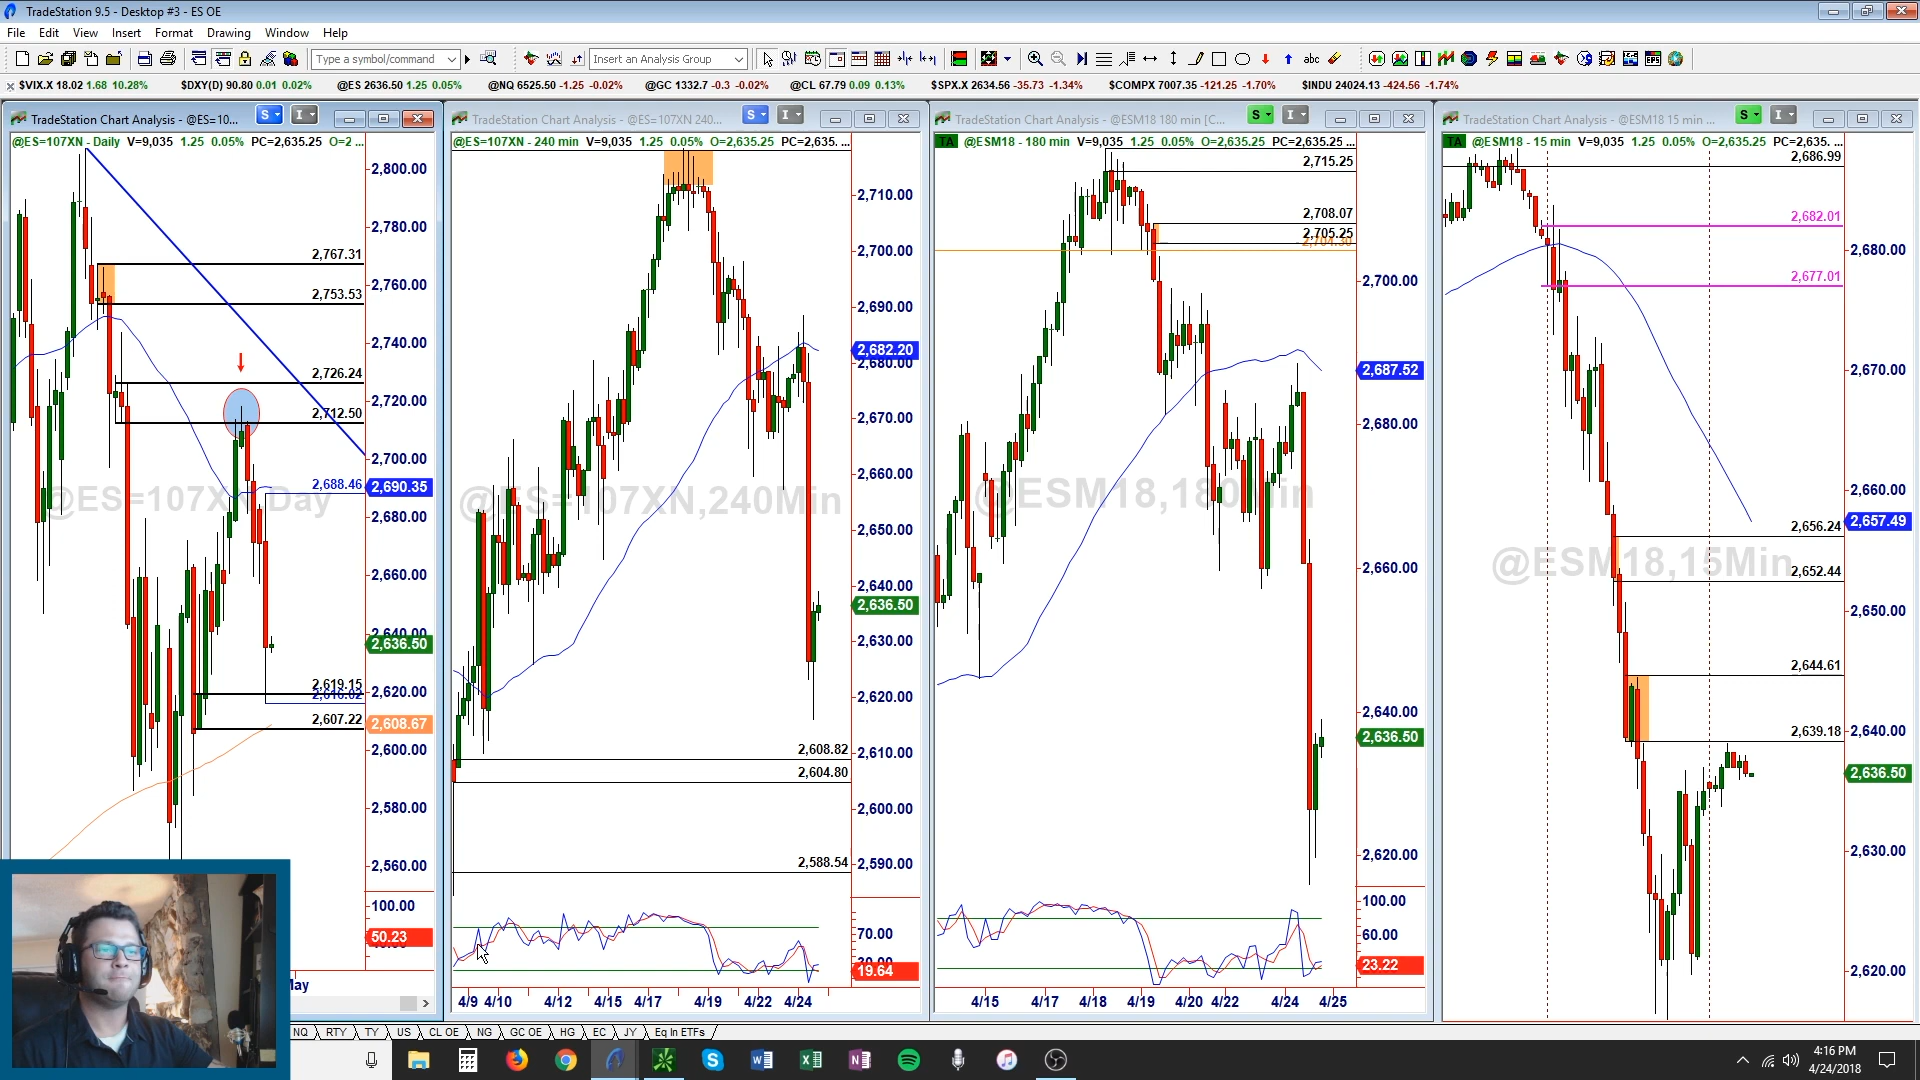 TradeStation 9.5 - Desktop #3 - ES OE
File Edit View Insert Format Drawing Window Help
Type a symbol/command
Insert an Analysis Group
abc
$VIX.X 18.02 1.68 10.28% $DXY(D) 90.80 0.01 0.02% @ES 2636.50 1.25 0.05% @NQ 6525.50 -1.25 -0.02% @GC 1332.7 -0.3 -0.02% @CL 67.79 0.09 0.13% $SPX.X 2634.56 -35.73 -1.34% $COMPX 7007.35 -121.25 -1.70% $INDU 24024.13 -424.56 -1.74%
TradeStation Chart Analysis - @ES=10...
S I
@ES=107XN - Daily V=9,035 1.25 0.05% PC=2,635.25 O=2 ...
2,800.00
2,780.00
2,767.31
2,760.00
2,753.53
2,740.00
2,726.24
2,720.00
2,712.50
2,700.00
2,688.46
2,690.35
@ES=107XN,Day
2,680.00
2,660.00
2,640.00
2,636.50
2,619.15
2,620.00
2,607.22
2,608.67
2,600.00
2,580.00
2,560.00
100.00
50.23
May
TradeStation Chart Analysis - @ES=107XN 240...
S I
@ES=107XN - 240 min V=9,035 1.25 0.05% O=2,635.25 PC=2,635. ...
2,710.00
2,700.00
2,690.00
2,682.20
2,680.00
2,670.00
2,660.00
@ES=107XN,240Min
2,650.00
2,640.00
2,636.50
2,630.00
2,620.00
2,610.00
2,608.82
2,604.80
2,600.00
2,590.00
2,588.54
70.00
19.64
4/9 4/10 4/12 4/15 4/17 4/19 4/22 4/24
TradeStation Chart Analysis - @ESM18 180 min [C...
S I
TA @ESM18 - 180 min V=9,035 1.25 0.05% O=2,635.25 PC=2,635.25 ...
2,715.25
2,708.07
2,705.25
2,704.30
2,700.00
2,687.52
2,680.00
@ESM18,180Min
2,660.00
2,640.00
2,636.50
2,620.00
100.00
60.00
23.22
4/15 4/17 4/18 4/19 4/20 4/22 4/24 4/25
TradeStation Chart Analysis - @ESM18 15 min ...
S I
TA @ESM18 - 15 min V=9,035 1.25 0.05% O=2,635.25 PC=2,635. ...
2,686.99
2,682.01
2,680.00
2,677.01
2,670.00
2,660.00
2,657.49
2,656.24
@ESM18,15Min
2,652.44
2,650.00
2,644.61
2,639.18
2,640.00
2,636.50
2,630.00
2,620.00
NQ RTY TY US CL OE NG GC OE HG EC JY Eq In ETFs
4:16 PM
4/24/2018